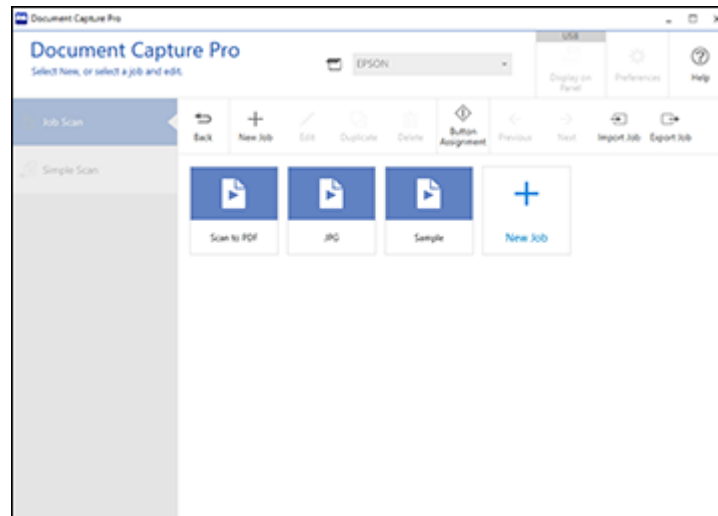 Document Capture Pro
Document Capture Pro
Select New, or select a job and edit.
EPSON
USB
Display on
Panel
Preferences
Help
Job Scan
Simple Scan
Back
New Job
Edit
Duplicate
Delete
Button
Assignment
Previous
Next
Import Job
Export Job
Scan to PDF
JPG
Sample
New Job